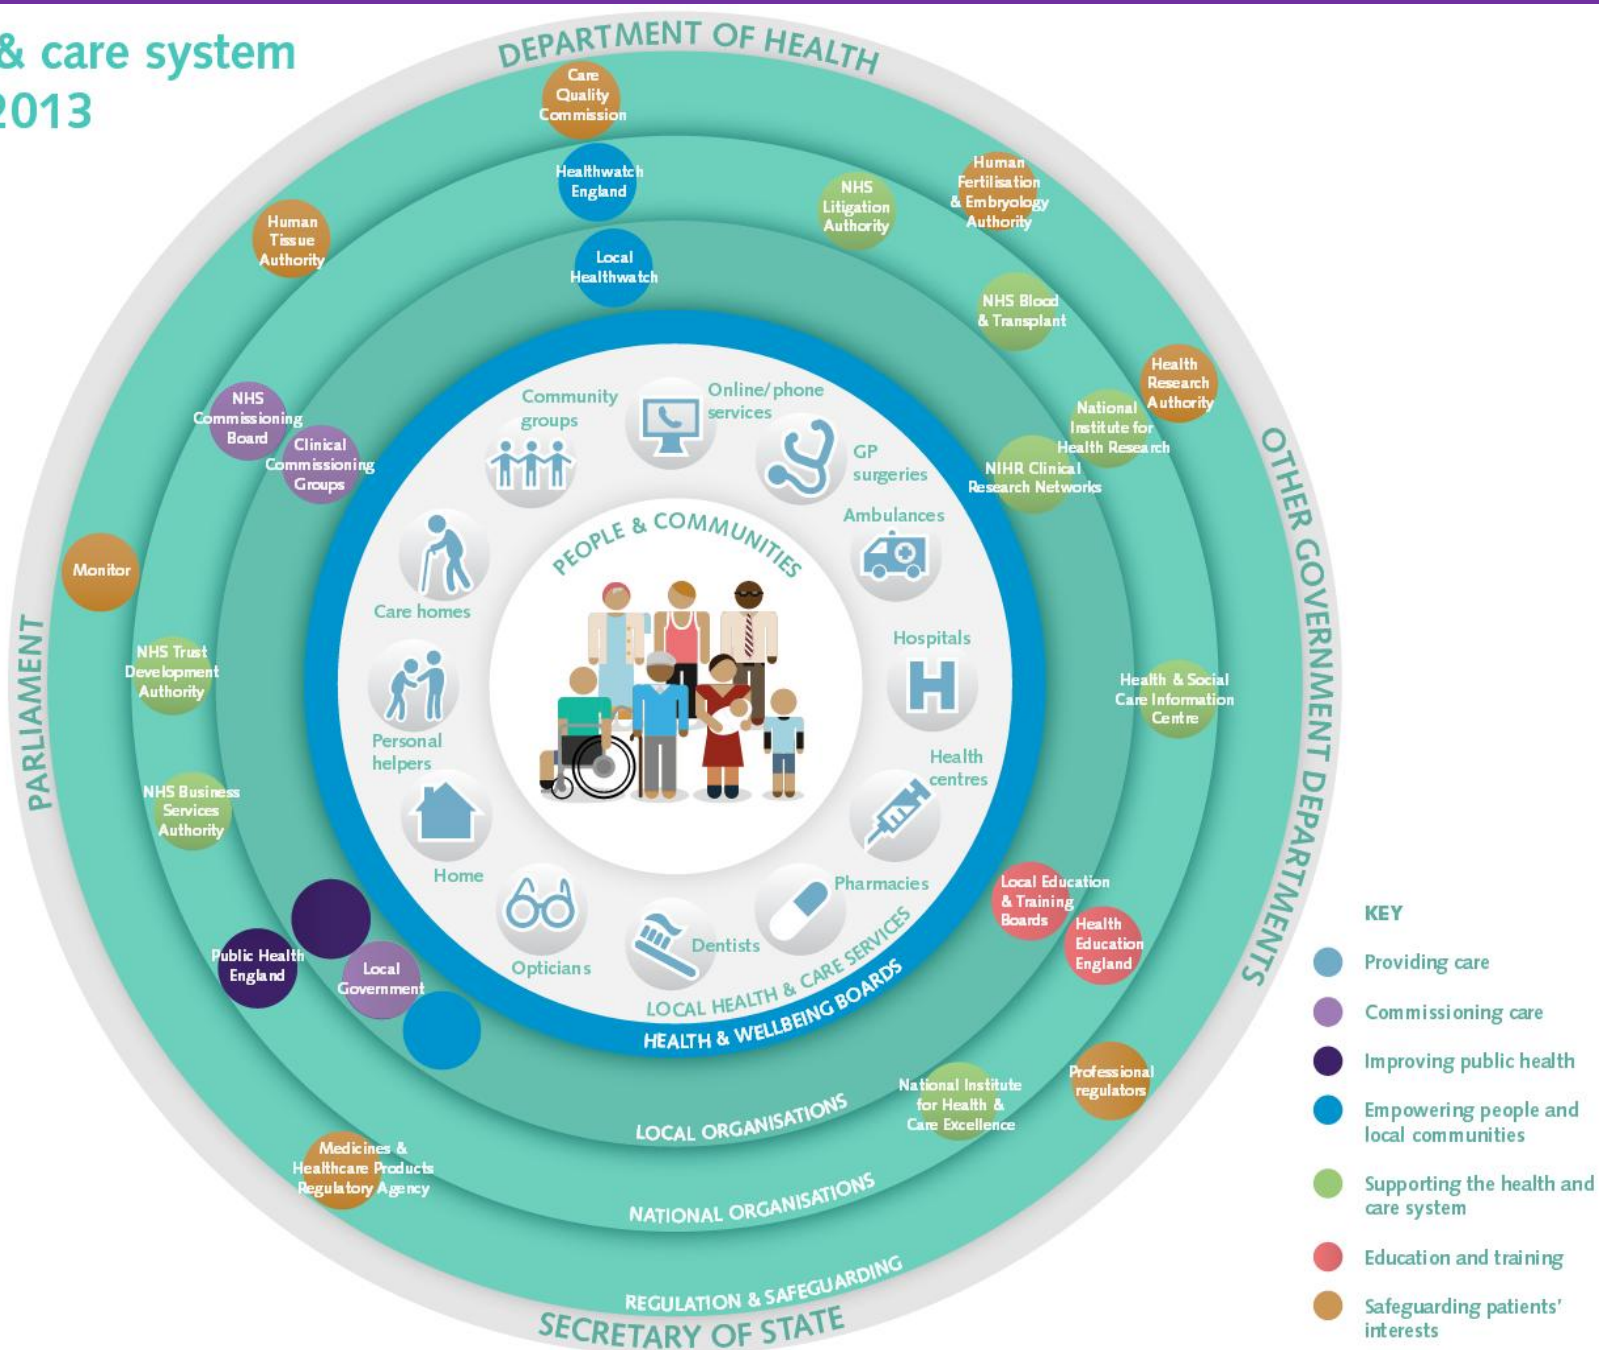 & care system
2013
DEPARTMENT OF HEALTH
Care
Quality
Commission
Healthwatch
England
Local
Healthwatch
NHS
Litigation
Authority
Human
Fertilisation
& Embryology
Authority
Human
Tissue
Authority
NHS Blood
& Transplant
Health
Research
Authority
National
Institute for
Health Research
NIHR Clinical
Research Networks
NHS
Commissioning
Board
Clinical
Commissioning
Groups
Community
groups
Online/phone
services
GP
surgeries
Ambulances
PEOPLE & COMMUNITIES
Care homes
Hospitals
H
Monitor
PARLIAMENT
OTHER GOVERNMENT DEPARTMENTS
NHS Trust
Development
Authority
Health & Social
Care Information
Centre
Personal
helpers
Health
centres
NHS Business
Services
Authority
Home
Pharmacies
Opticians
Dentists
LOCAL HEALTH & CARE SERVICES
HEALTH & WELLBEING BOARDS
Local Education
& Training
Boards
Health
Education
England
Public Health
England
Local
Government
National Institute
for Health &
Care Excellence
Professional
regulators
Medicines &
Healthcare Products
Regulatory Agency
LOCAL ORGANISATIONS
NATIONAL ORGANISATIONS
REGULATION & SAFEGUARDING
SECRETARY OF STATE
KEY
Providing care
Commissioning care
Improving public health
Empowering people and
local communities
Supporting the health and
care system
Education and training
Safeguarding patients'
interests